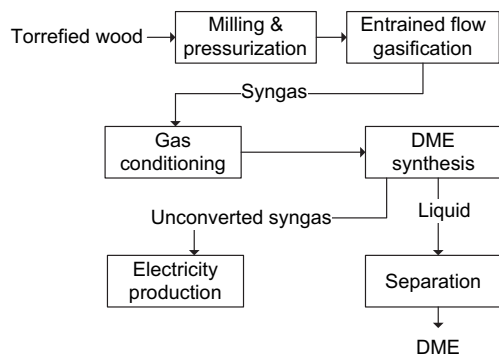 Torrefied wood
Milling &
pressurization
Entrained flow
gasification
Syngas
Gas
conditioning
DME
synthesis
Unconverted syngas
Liquid
Electricity
production
Separation
DME